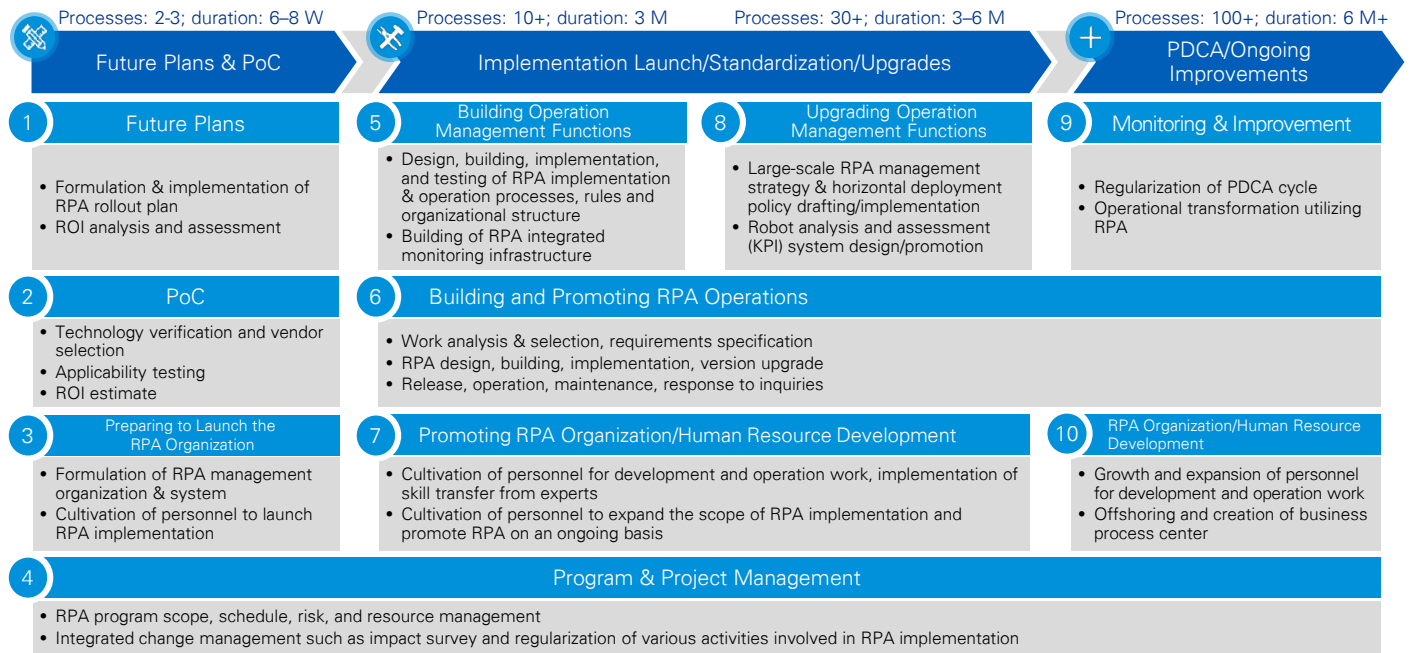 Processes: 2-3; duration: 6–8 W
Processes: 10+; duration: 3 M
Processes: 30+; duration: 3–6 M
Processes: 100+; duration: 6 M+
Future Plans & PoC
Implementation Launch/Standardization/Upgrades
PDCA/Ongoing
Improvements
1
Future Plans
• Formulation & implementation of
RPA rollout plan
• ROI analysis and assessment
5
Building Operation
Management Functions
• Design, building, implementation,
and testing of RPA implementation
& operation processes, rules and
organizational structure
• Building of RPA integrated
monitoring infrastructure
8
Upgrading Operation
Management Functions
• Large-scale RPA management
strategy & horizontal deployment
policy drafting/implementation
• Robot analysis and assessment
(KPI) system design/promotion
9
Monitoring & Improvement
• Regularization of PDCA cycle
• Operational transformation utilizing
RPA
2
PoC
• Technology verification and vendor
selection
• Applicability testing
• ROI estimate
6
Building and Promoting RPA Operations
• Work analysis & selection, requirements specification
• RPA design, building, implementation, version upgrade
• Release, operation, maintenance, response to inquiries
3
Preparing to Launch the
RPA Organization
• Formulation of RPA management
organization & system
• Cultivation of personnel to launch
RPA implementation
7
Promoting RPA Organization/Human Resource Development
• Cultivation of personnel for development and operation work, implementation of
skill transfer from experts
• Cultivation of personnel to expand the scope of RPA implementation and
promote RPA on an ongoing basis
10
RPA Organization/Human Resource
Development
• Growth and expansion of personnel
for development and operation work
• Offshoring and creation of business
process center
4
Program & Project Management
• RPA program scope, schedule, risk, and resource management
• Integrated change management such as impact survey and regularization of various activities involved in RPA implementation